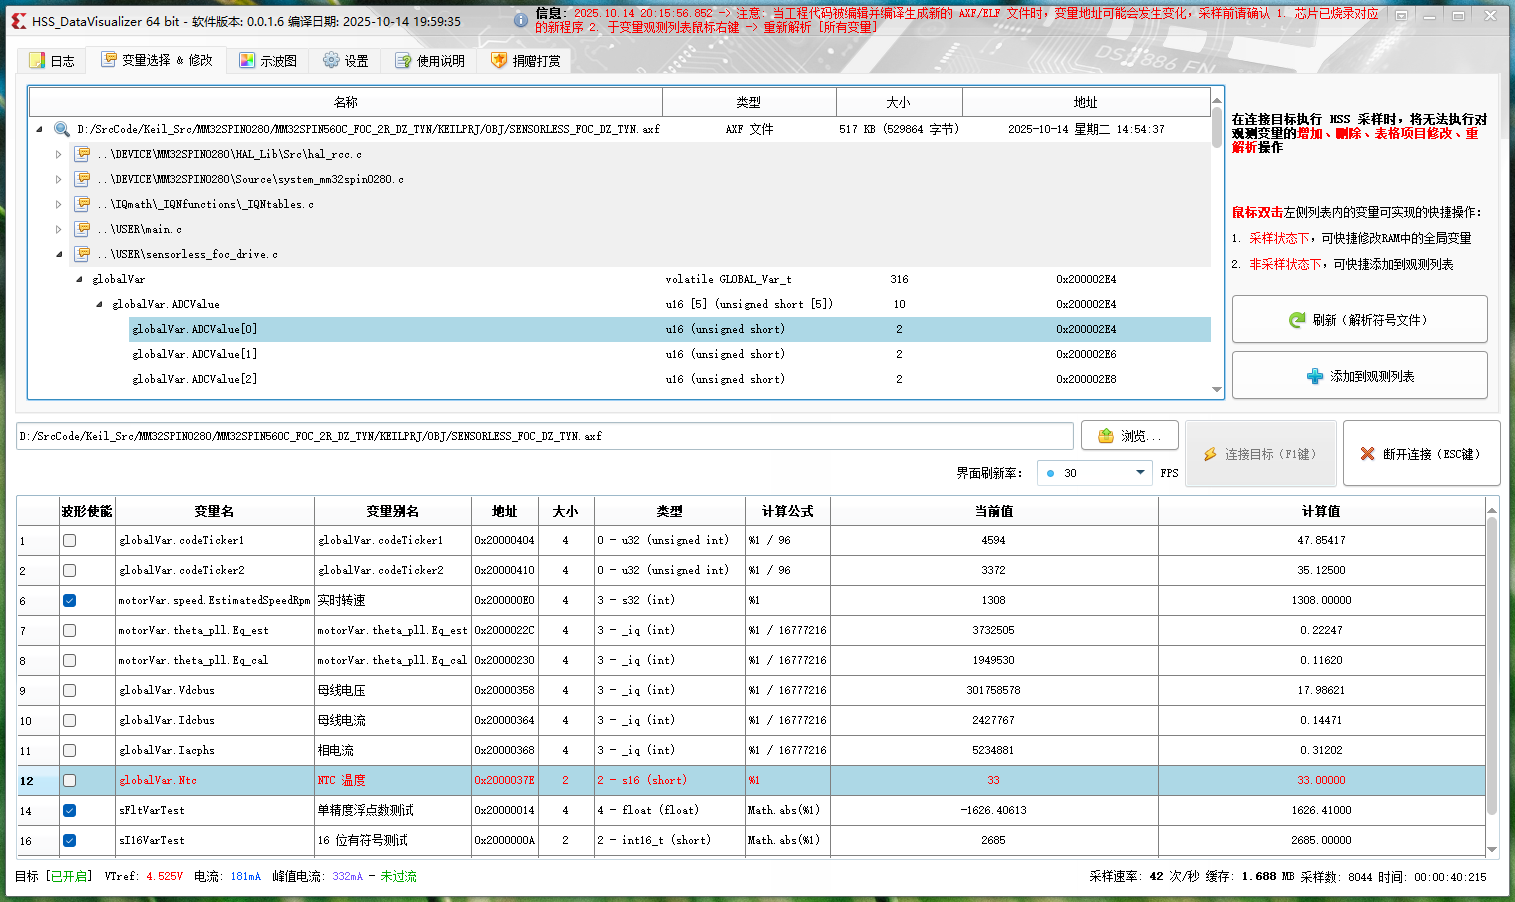 HSS_DataVisualizer 64 bit - 软件版本: 0.0.1.6 编译日期: 2025-10-14 19:59:35
信息: 2025.10.14 20:15:56.852 -> 注意: 当工程代码被编辑并编译生成新的 AXF/ELF 文件时, 变量地址可能会发生变化, 采样前请确认 1. 芯片已烧录对应
的新程序 2. 于变量观测列表鼠标右键 -> 重新解析 [所有变量]
日志 变量选择 & 修改 示波图 设置 使用说明 捐赠打赏
名称 类型 大小 地址
D:/SrcCode/Keil_Src/MM32SPIN0280/MM32SPIN560C_FOC_2R_DZ_TYN/KEILPRJ/OBJ/SENSORLESS_FOC_DZ_TYN.axf AXF 文件 517 KB (529864 字节) 2025-10-14 星期二 14:54:37
..\DEVICE\MM32SPIN0280\HAL_Lib\Src\hal_rcc.c
..\DEVICE\MM32SPIN0280\Source\system_mm32spin0280.c
..\IQmath\_IQNfunctions\_IQNtables.c
..\USER\main.c
..\USER\sensorless_foc_drive.c
globalVar volatile GLOBAL_Var_t 316 0x200002E4
globalVar.ADCValue u16 [5] (unsigned short [5]) 10 0x200002E4
globalVar.ADCValue[0] u16 (unsigned short) 2 0x200002E4
globalVar.ADCValue[1] u16 (unsigned short) 2 0x200002E6
globalVar.ADCValue[2] u16 (unsigned short) 2 0x200002E8
在连接目标执行 HSS 采样时，将无法执行对
观测变量的增加、删除、表格项目修改、重
解析操作
鼠标双击左侧列表内的变量可实现的快捷操作：
1. 采样状态下，可快捷修改RAM中的全局变量
2. 非采样状态下，可快捷添加到观测列表
刷新（解析符号文件）
添加到观测列表
D:/SrcCode/Keil_Src/MM32SPIN0280/MM32SPIN560C_FOC_2R_DZ_TYN/KEILPRJ/OBJ/SENSORLESS_FOC_DZ_TYN.axf
浏览...
连接目标（F1键）
断开连接（ESC键）
界面刷新率： 30 FPS
波形使能 变量名 变量别名 地址 大小 类型 计算公式 当前值 计算值
1 globalVar.codeTicker1 globalVar.codeTicker1 0x20000404 4 0 - u32 (unsigned int) %1 / 96 4594 47.85417
2 globalVar.codeTicker2 globalVar.codeTicker2 0x20000410 4 0 - u32 (unsigned int) %1 / 96 3372 35.12500
6 motorVar.speed.EstimatedSpeedRpm 实时转速 0x200000E0 4 3 - s32 (int) %1 1308 1308.00000
7 motorVar.theta_pll.Eq_est motorVar.theta_pll.Eq_est 0x2000022C 4 3 - _iq (int) %1 / 16777216 3732505 0.22247
8 motorVar.theta_pll.Eq_cal motorVar.theta_pll.Eq_cal 0x20000230 4 3 - _iq (int) %1 / 16777216 1949530 0.11620
9 globalVar.Vdcbus 母线电压 0x20000358 4 3 - _iq (int) %1 / 16777216 301758578 17.98621
10 globalVar.Idcbus 母线电流 0x20000364 4 3 - _iq (int) %1 / 16777216 2427767 0.14471
11 globalVar.Iacphs 相电流 0x20000368 4 3 - _iq (int) %1 / 16777216 5234881 0.31202
12 globalVar.Ntc NTC 温度 0x2000037E 2 2 - s16 (short) %1 33 33.00000
14 sFltVarTest 单精度浮点数测试 0x20000014 4 4 - float (float) Math.abs(%1) -1626.40613 1626.41000
16 sI16VarTest 16 位有符号测试 0x2000000A 2 2 - int16_t (short) Math.abs(%1) 2685 2685.00000
目标 [已开启] VTref: 4.525V 电流: 181mA 峰值电流: 332mA - 未过流
采样速率: 42 次/秒 缓存: 1.688 MB 采样数: 8044 时间: 00:00:40:215